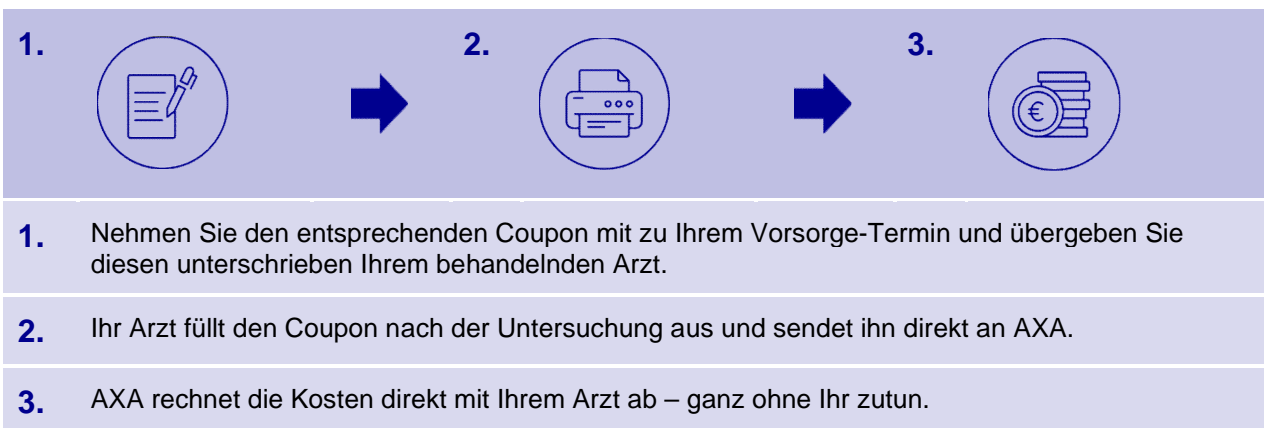 1.
2.
3.
€
1. Nehmen Sie den entsprechenden Coupon mit zu Ihrem Vorsorge-Termin und übergeben Sie
diesen unterschrieben Ihrem behandelnden Arzt.
2. Ihr Arzt füllt den Coupon nach der Untersuchung aus und sendet ihn direkt an AXA.
3. AXA rechnet die Kosten direkt mit Ihrem Arzt ab – ganz ohne Ihr zutun.